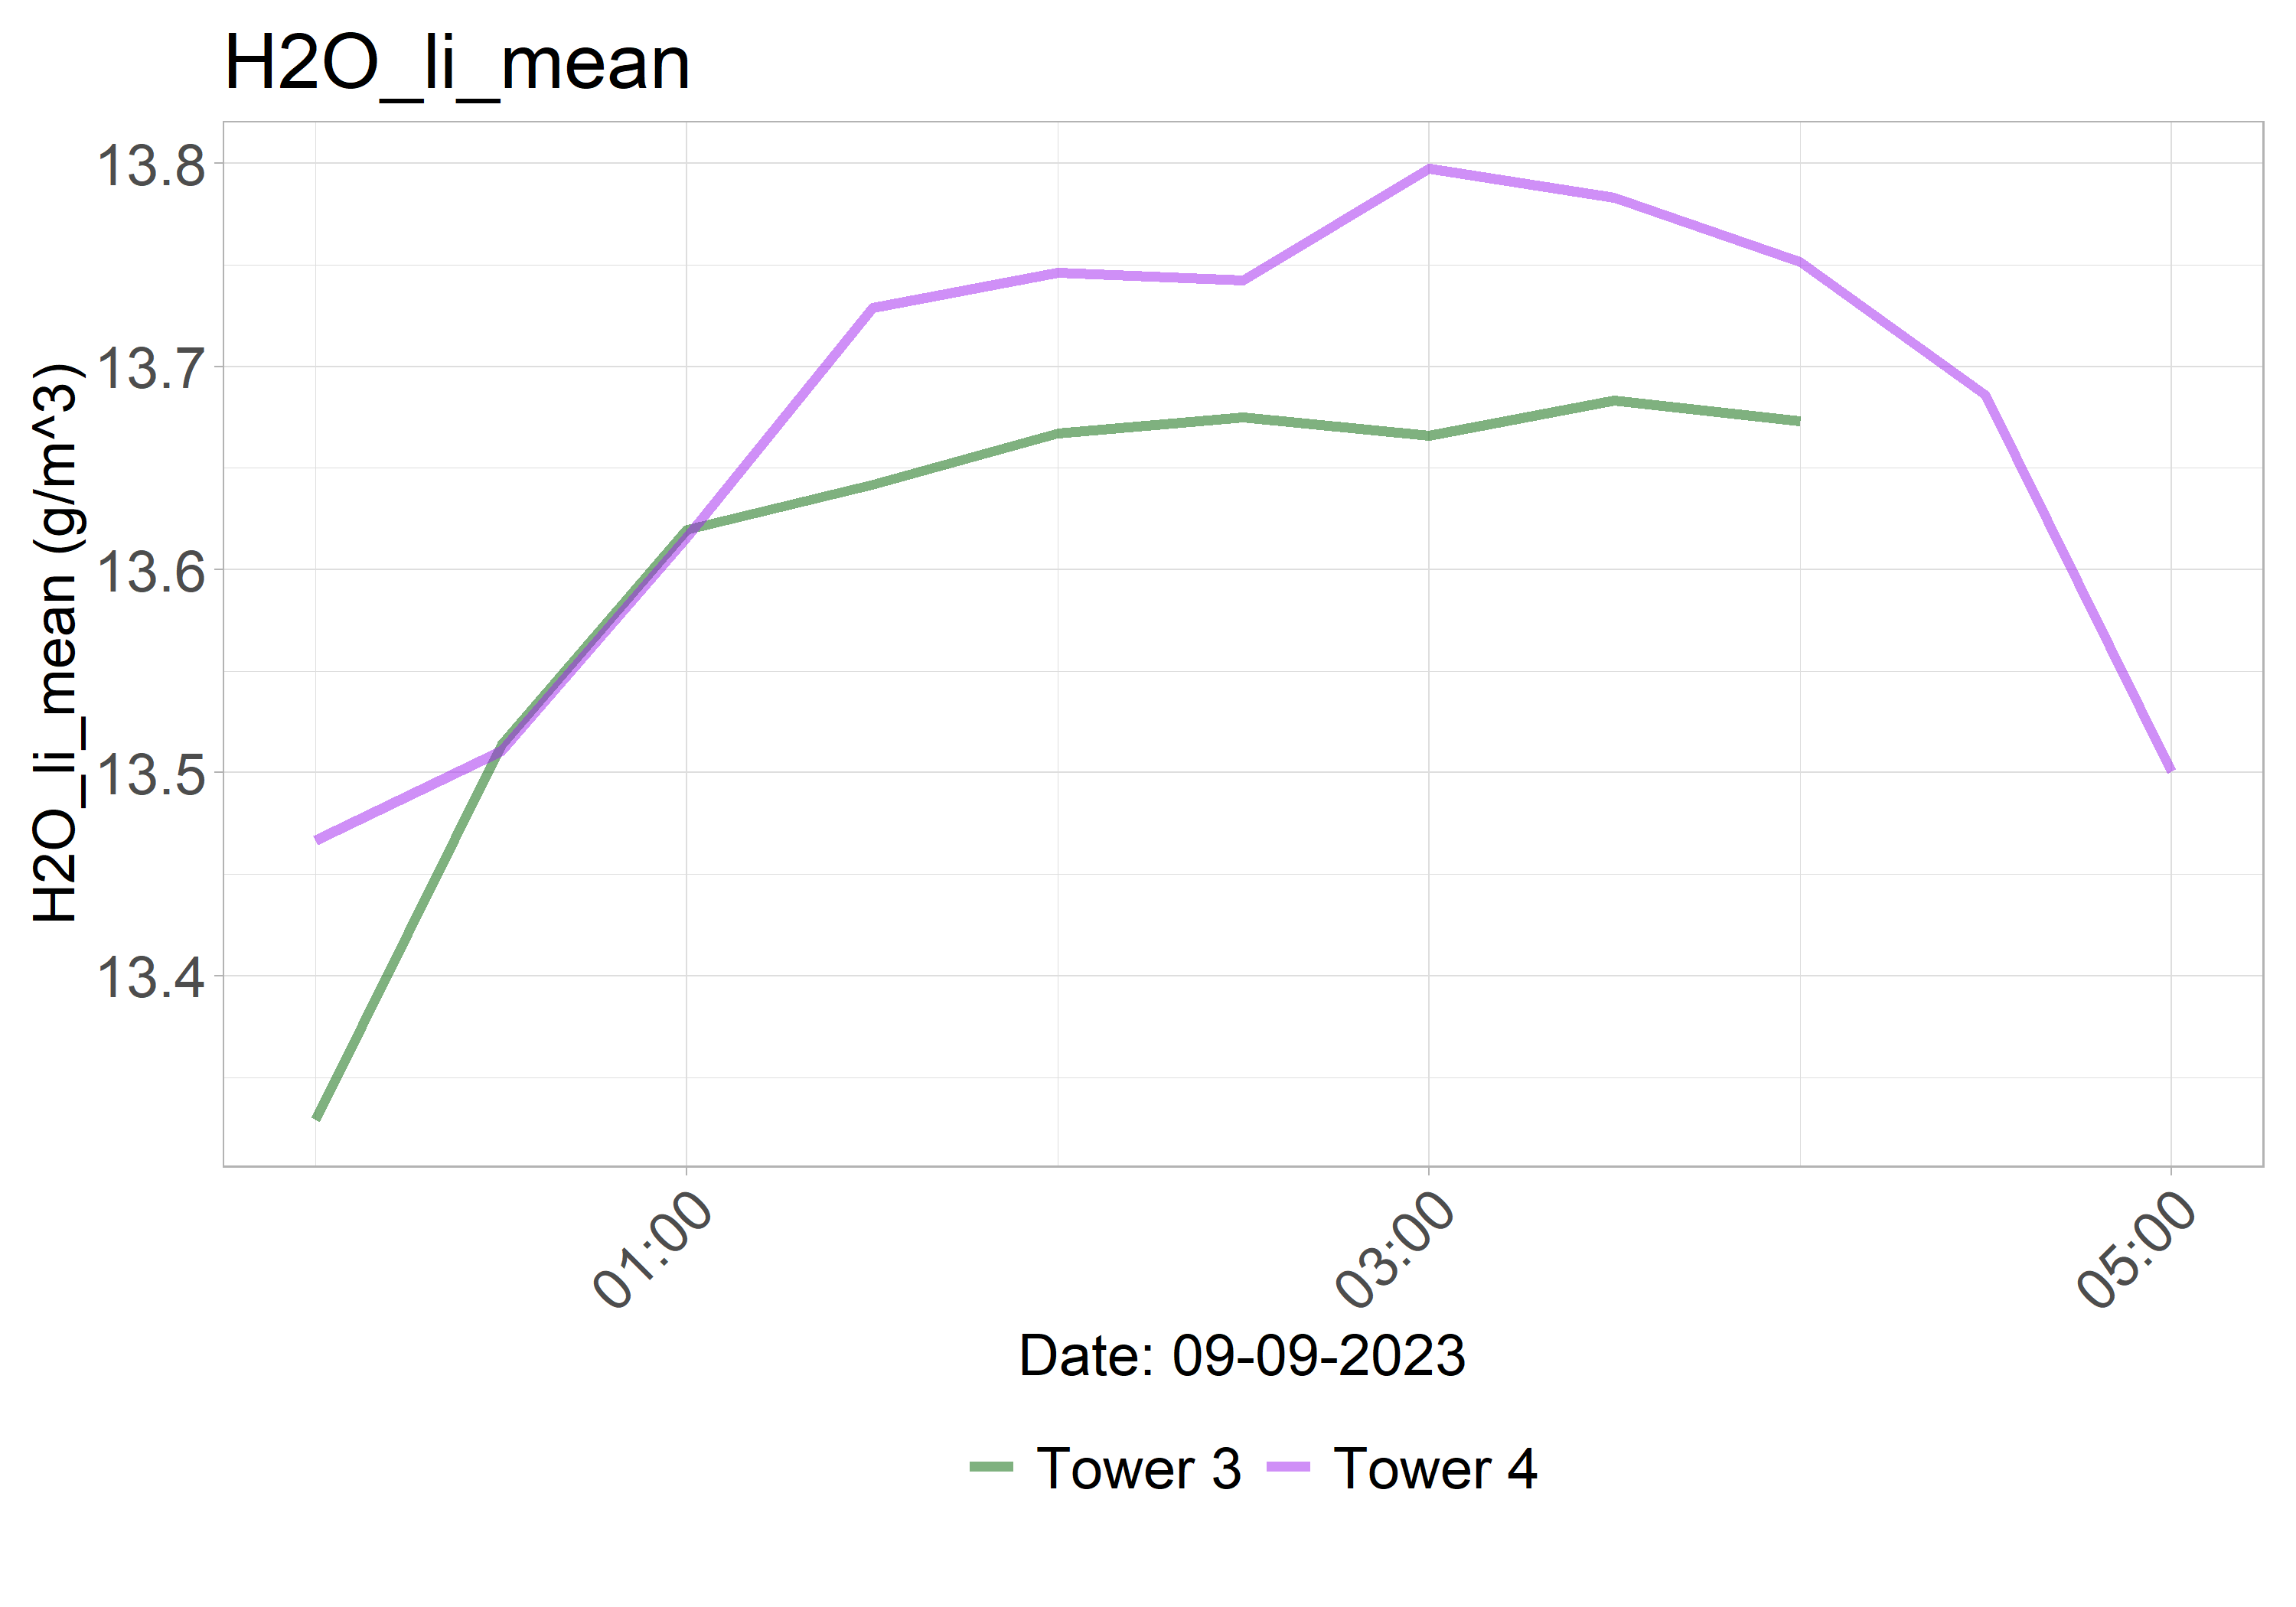 H2O_li_mean
H2O_li_mean (g/m^3)
13.8
13.7
13.6
13.5
13.4
01:00
03:00
05:00
Date: 09-09-2023
Tower 3
Tower 4